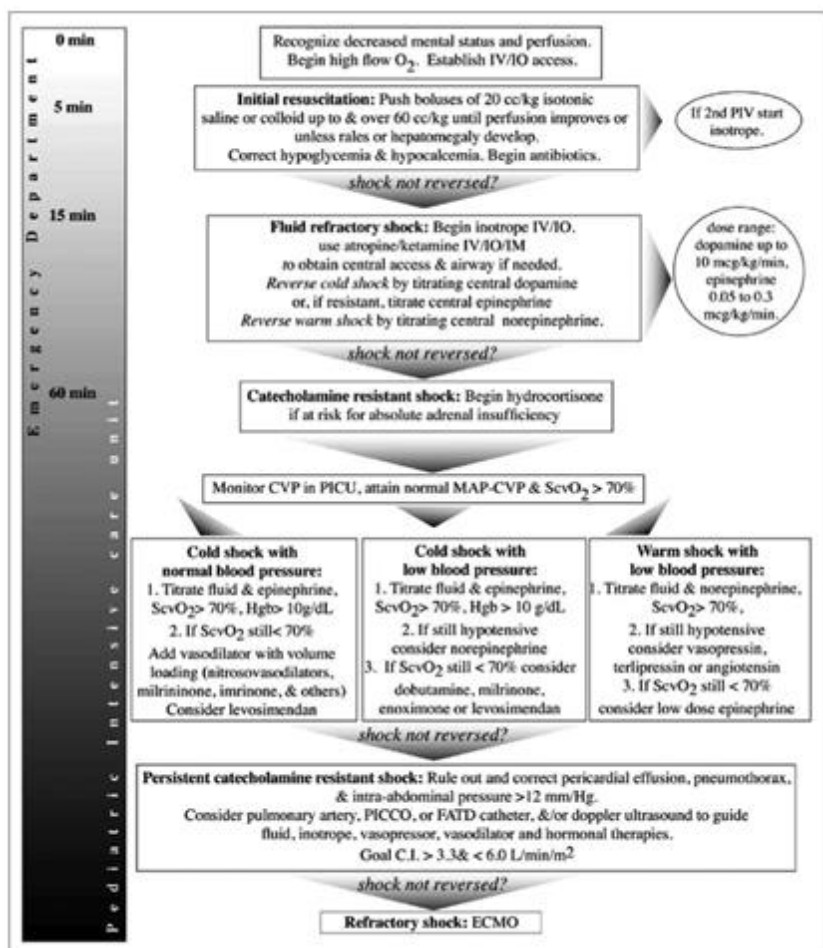 0 min
Recognize decreased mental status and perfusion.
Begin high flow O2. Establish IV/IO access.
5 min
Initial resuscitation: Push boluses of 20 cc/kg isotonic
saline or colloid up to & over 60 cc/kg until perfusion improves or
unless rales or hepatomegaly develop.
Correct hypoglycemia & hypocalcemia. Begin antibiotics.
If 2nd PIV start
inotrope.
shock not reversed?
15 min
Fluid refractory shock: Begin inotrope IV/IO.
use atropine/ketamine IV/IO/IM
ro obtain central access & airway if needed.
Reverse cold shock by titrating central dopamine
or, if resistant, titrate central epinephrine
Reverse warm shock by titrating central norepinephrine.
dose range:
dopamine up to
10 mcg/kg/min,
epinephrine
0.05 to 0.3
mcg/kg/min.
shock not reversed?
60 min
Catecholamine resistant shock: Begin hydrocortisone
if at risk for absolute adrenal insufficiency
Monitor CVP in PICU, attain normal MAP-CVP & ScvO2 > 70%
Cold shock with
normal blood pressure:
1. Titrate fluid & epinephrine,
ScvO2> 70%, Hgb> 10g/dL
2. If ScvO2 still< 70%
Add vasodilator with volume
loading (nitrosovasodilators,
milrininone, imrinone, & others)
Consider levosimendan
Cold shock with
low blood pressure:
1. Titrate fluid & epinephrine,
ScvO2> 70%, Hgb > 10 g/dL
2. If still hypotensive
consider norepinephrine
3. If ScvO2 still < 70% consider
dobutamine, milrinone,
enoximone or levosimendan
Warm shock with
low blood pressure:
1. Titrate fluid & norepinephrine,
ScvO2> 70%,
2. If still hypotensive
consider vasopressin,
terlipressin or angiotensin
3. If ScvO2 still < 70%
consider low dose epinephrine
shock not reversed?
Persistent catecholamine resistant shock: Rule out and correct pericardial effusion, pneumothorax,
& intra-abdominal pressure >12 mm/Hg.
Consider pulmonary artery, PICCO, or FATD catheter, &/or doppler ultrasound to guide
fluid, inotrope, vasopressor, vasodilator and hormonal therapies.
Goal C.I. > 3.3& < 6.0 L/min/m2
shock not reversed?
Refractory shock: ECMO
Emergency Department
Pediatric Intensive care unit